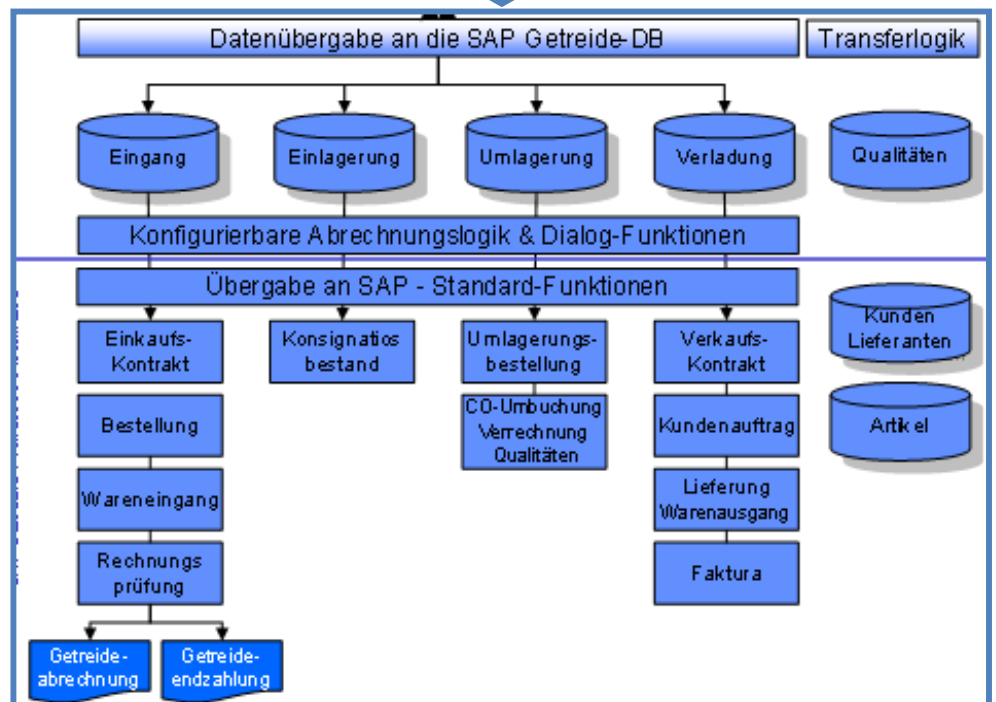 Datenübergabe an die SAP Getreide-DB
Transferlogik
Eingang
Einlagerung
Umlagerung
Verladung
Qualitäten
Konfigurierbare Abrechnungslogik & Dialog-Funktionen
Übergabe an SAP - Standard-Funktionen
Einkaufs-
Kontrakt
Konsignatios
bestand
Umlagerungs-
bestellung
Verkaufs-
Kontrakt
Kunden
Lieferanten
Bestellung
CO-Umbuchung
Verrechnung
Qualitäten
Kundenauftrag
Artikel
Wareneingang
Lieferung
Warenausgang
Rechnungs
prüfung
Faktura
Getreide-
abrechnung
Getreide-
endzahlung